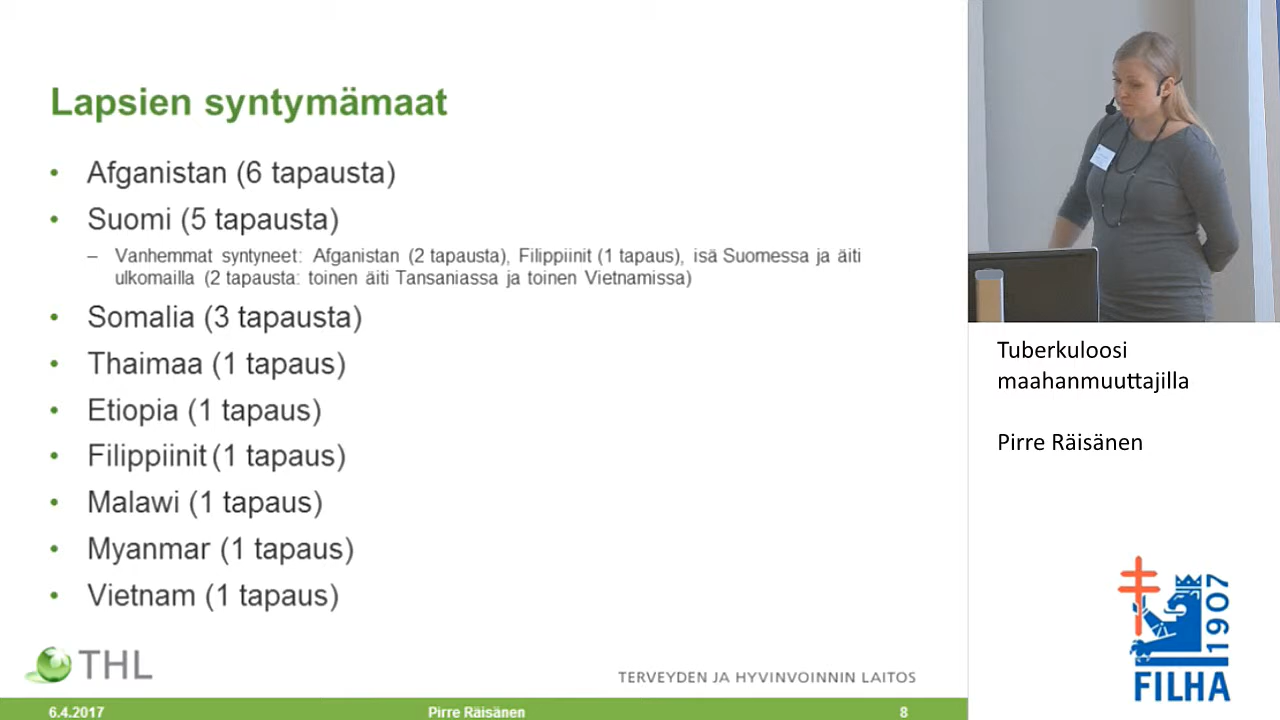 Lapsien syntymämaat
• Afganistan (6 tapausta)
• Suomi (5 tapausta)
– Vanhemmat syntyneet: Afganistan (2 tapausta), Filippiinit (1 tapaus), isä Suomessa ja äiti
ulkomailla (2 tapausta: toinen äiti Tansaniassa ja toinen Vietnamissa)
• Somalia (3 tapausta)
• Thaimaa (1 tapaus)
• Etiopia (1 tapaus)
• Filippiinit (1 tapaus)
• Malawi (1 tapaus)
• Myanmar (1 tapaus)
• Vietnam (1 tapaus)
THL
TERVEYDEN JA HYVINVOINNIN LAITOS
6.4.2017
Pirre Räisänen
8
Tuberkuloosi
maahanmuuttajilla
Pirre Räisänen
1907
FILHA